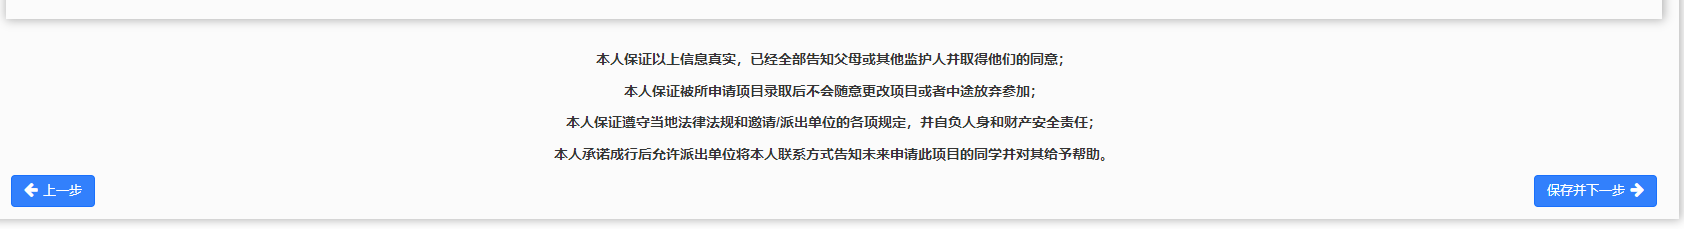 本人保证以上信息真实，已经全部告知父母或其他监护人并取得他们的同意；
本人保证被所申请项目录取后不会随意更改项目或者中途放弃参加；
本人保证遵守当地法律法规和邀请/派出单位的各项规定，并自负人身和财产安全责任；
本人承诺成行后允许派出单位将本人联系方式告知未来申请此项目的同学并对其给予帮助。
上一步
保存并下一步